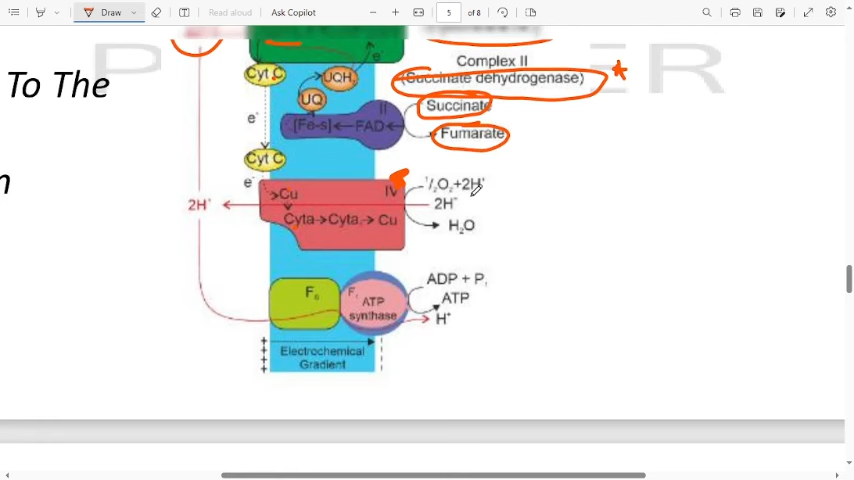 Draw
Read aloud
Ask Copilot
5 of 8
To The
n
Complex II
(Succinate dehydrogenase)
Succinate
Fumarate
Cyt C
e⁻
UQH₂
UQ
II
[Fe-s] FAD
e⁻
Cyt C
e⁻
Cu
IV
¹/₂O₂+2H⁺
2H⁺
2H⁺
Cyta Cyta₃ Cu
H₂O
F₀
F₁
ATP
synthase
ADP + Pᵢ
ATP
H⁺
Electrochemical
Gradient